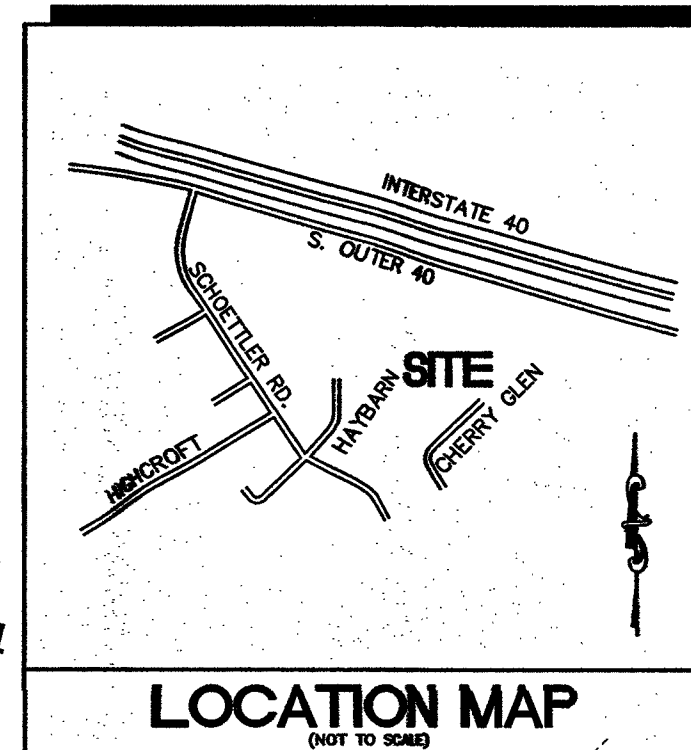 INTERSTATE 40
S. OUTER 40
SCHOETTLER RD.
SITE
HAYBARN
CHERRY GLEN
HIGHCROFT
LOCATION MAP
(NOT TO SCALE)